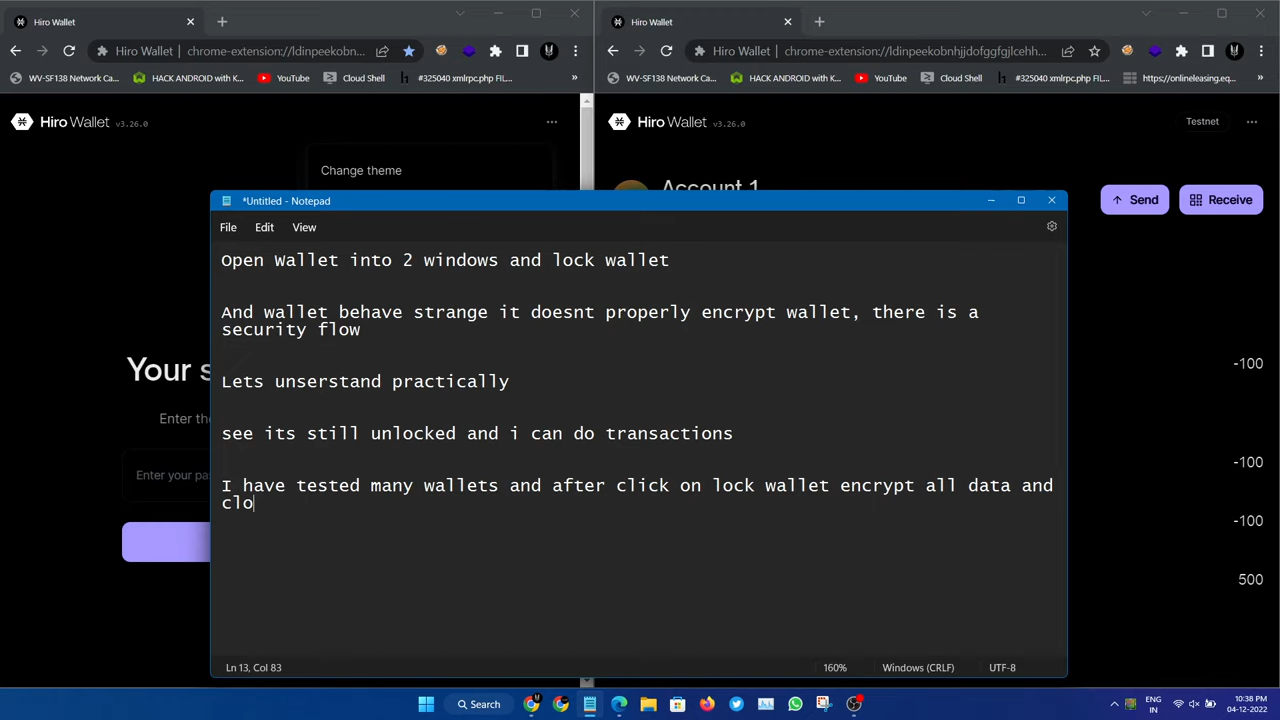 Hiro Wallet
Hiro Wallet
Hiro Wallet chrome-extension://ldinpeekobn...
Hiro Wallet chrome-extension://ldinpeekobnhjjdofggfgjlcehh...
WV-SF138 Network Ca... HACK ANDROID with K... YouTube Cloud Shell #325040 xmlrpc.php FIL... »
WV-SF138 Network Ca... HACK ANDROID with K... YouTube Cloud Shell #325040 xmlrpc.php FIL... https://onlineleasing.eq... »
Hiro Wallet v3.26.0
Hiro Wallet v3.26.0 Testnet
Change theme
Account 1
Send Receive
*Untitled - Notepad
File Edit View
Open Wallet into 2 windows and lock wallet
And wallet behave strange it doesnt properly encrypt wallet, there is a
security flow
Lets unserstand practically
see its still unlocked and i can do transactions
I have tested many wallets and after click on lock wallet encrypt all data and
clo
Your s
Enter the
Enter your pa
-100
-100
-100
500
Ln 13, Col 83 160% Windows (CRLF) UTF-8
Search
ENG
IN
10:38 PM
04-12-2022